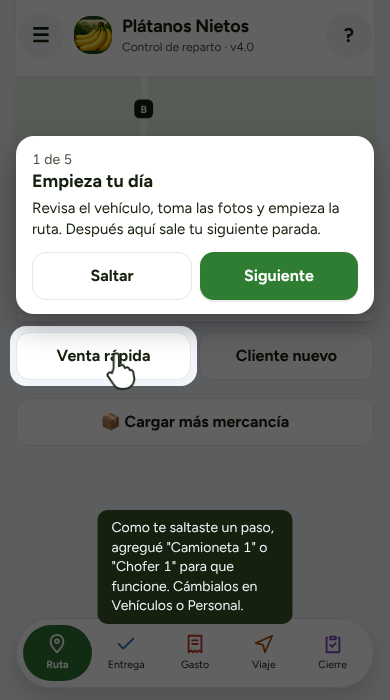 Plátanos Nietos
Control de reparto · v4.0
?
B
1 de 5
Empieza tu día
Revisa el vehículo, toma las fotos y empieza la
ruta. Después aquí sale tu siguiente parada.
Saltar
Siguiente
Venta rápida
Cliente nuevo
📦 Cargar más mercancía
Como te saltaste un paso,
agregué "Camioneta 1" o
"Chofer 1" para que
funcione. Cámbialos en
Vehículos o Personal.
Ruta
Entrega
Gasto
Viaje
Cierre